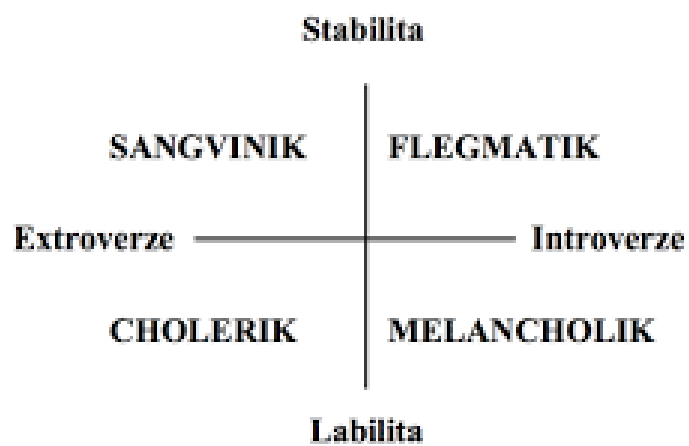 Stabilita
SANGVINIK FLEGMATIK
Extroverze Introverze
CHOLERIK MELANCHOLIK
Labilita